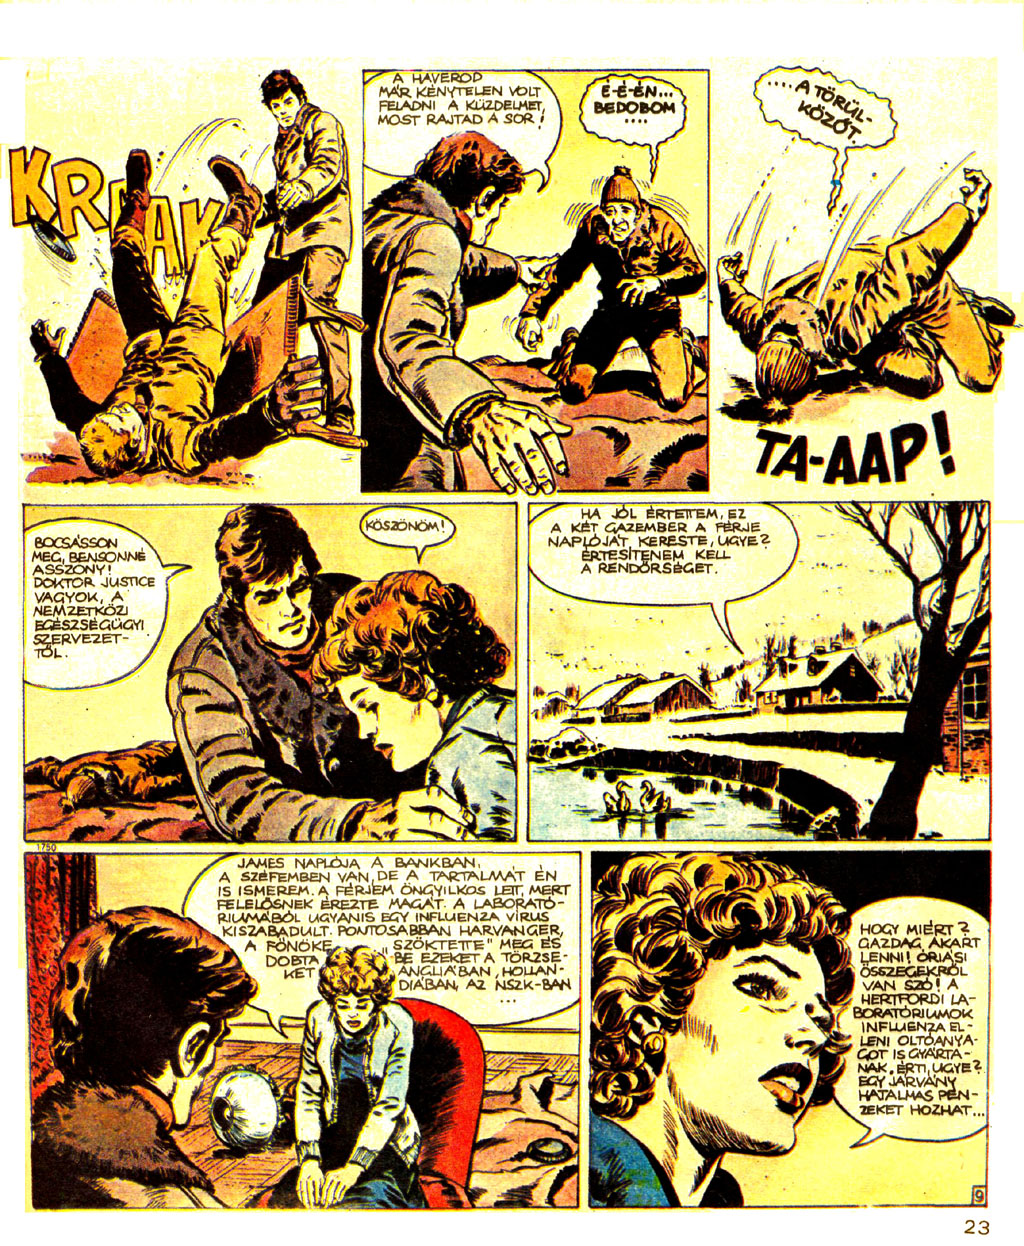 KRAAK
A HAVEROD
MÁR KÉNYTELEN VOLT
FELADNI A KÜZDELMET,
MOST RAJTAD A SOR!
E-É-ÉN...
BEDOBOM
....
....A TÖRÜL-
KÖZŐT
TA-AAP!
BOCSÁSSON
MEG, BENSONNÉ
ASSZONY!
DOKTOR JUSTICE
VAGYOK, A
NEMZETKÖZI
EGÉSZSÉGÜGYI
SZERVEZET-
TŐL.
KÖSZÖNÖM!
HA JÓL ÉRTETTEM, EZ
A KÉT GAZEMBER A FÉRJE
NAPLÓJÁT KERESTE, UGYE?
ÉRTESÍTENEM KELL
A RENDŐRSÉGET.
1750
JAMES NAPLÓJA A BANKBAN,
A SZÉFEMBEN VAN, DE A TARTALMÁT ÉN
IS ISMEREM. A FÉRJEM ÖNGYILKOS LETT, MERT
FELELŐSNEK ÉREZTE MAGÁT. A LABORATÓ-
RIUMÁBÓL UGYANIS EGY INFLUENZA VÍRUS
KISZABADULT. PONTOSABBAN HARVANGER,
A FŐNÖKE „SZÖKTETTE" MEG ÉS
DOBTA BE EZEKET A TÖRZSE-
KET ANGLIÁBAN, HOLLAN-
DIÁBAN, AZ NSZK-BAN
...
HOGY MIÉRT?
GAZDAG AKART
LENNI! ÓRIÁSI
ÖSSZEGEKRŐL
VAN SZÓ! A
HERTFORDI LA-
BORATÓRIUMOK
INFLUENZA EL-
LENI OLTÓANYA-
GOT IS GYÁRTA-
NAK, ÉRTI, UGYE?
EGY JÁRVÁNY
HATALMAS PÉN-
ZEKET HOZHAT...
9
23